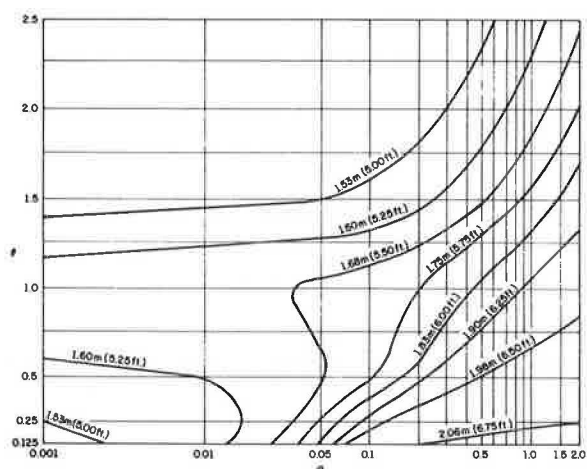 2.5
2.0
1.53m (5.00ft.)
1.5
1.60m (5.25ft.)
1.68m (5.50ft.)
1.75m (5.75ft.)
1.0
1.83m (6.00ft.)
1.90m (6.25ft.)
1.98m (6.50ft.)
1.60m (5.25ft.)
0.5
0.25
1.53m (5.00ft.)
2.06m (6.75ft.)
0.125
0.001 0.01 0.05 0.1 0.5 1.0 1.5 2.0